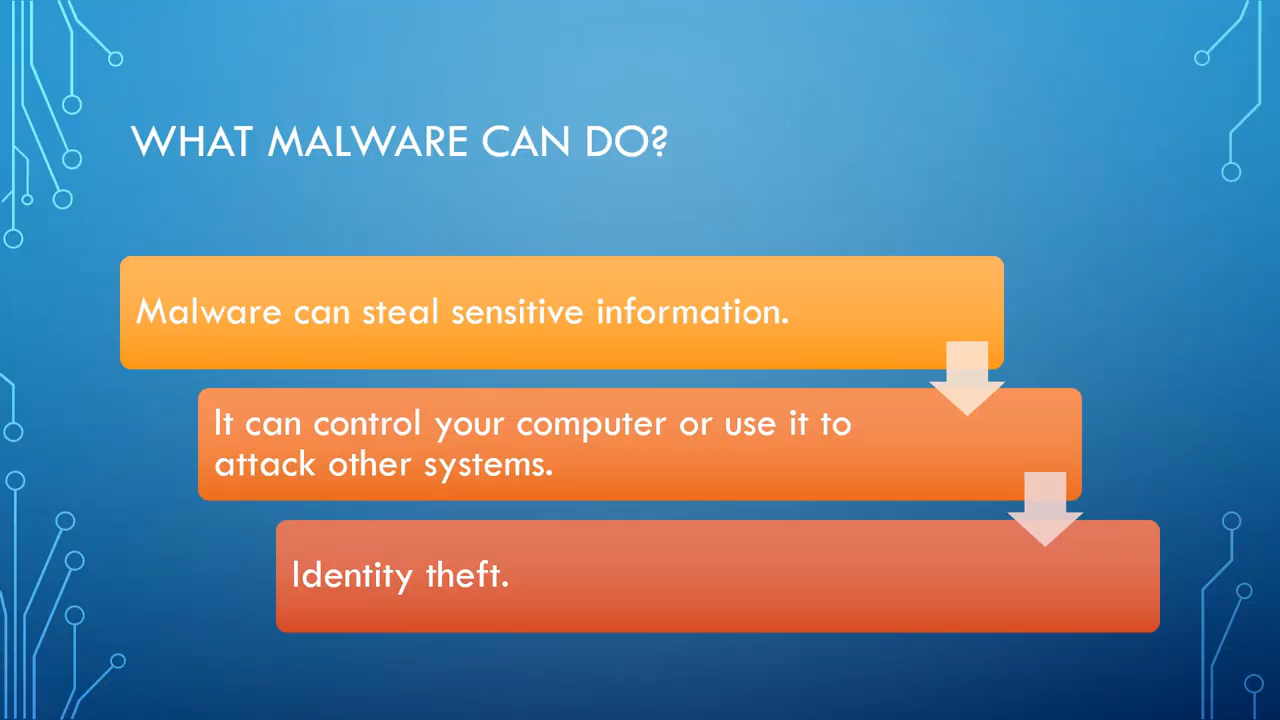 WHAT MALWARE CAN DO?
Malware can steal sensitive information.
It can control your computer or use it to
attack other systems.
Identity theft.